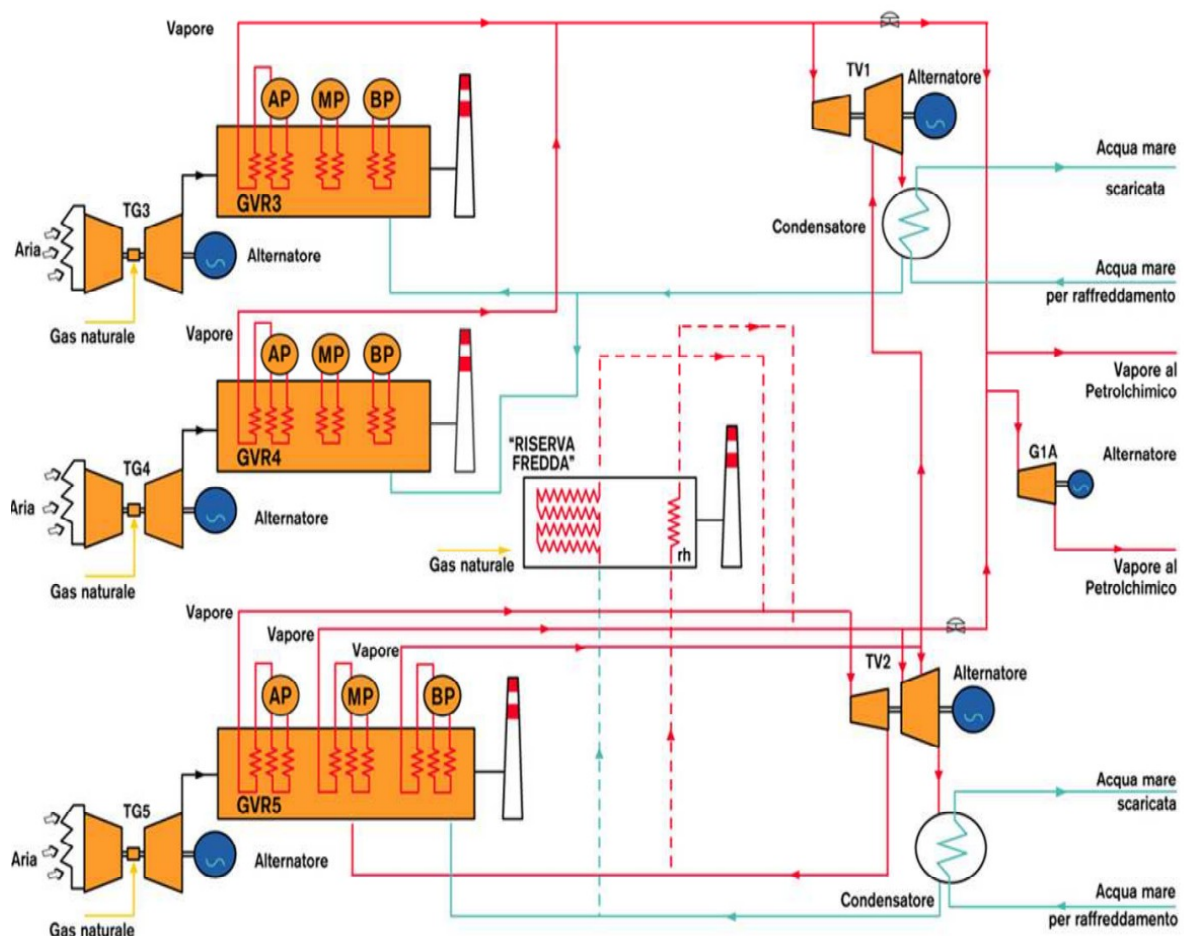 Vapore
AP
MP
BP
GVR3
TG3
Aria
Alternatore
Gas naturale
TV1
Alternatore
Acqua mare
scaricata
Condensatore
Acqua mare
per raffreddamento
Vapore
AP
MP
BP
GVR4
TG4
Aria
Alternatore
Gas naturale
"RISERVA
FREDDA"
rh
Gas naturale
Vapore al
Petrolchimico
G1A
Alternatore
Vapore al
Petrolchimico
Vapore
Vapore
Vapore
AP
MP
BP
GVR5
TG5
Aria
Alternatore
Gas naturale
TV2
Alternatore
Acqua mare
scaricata
Condensatore
Acqua mare
per raffreddamento